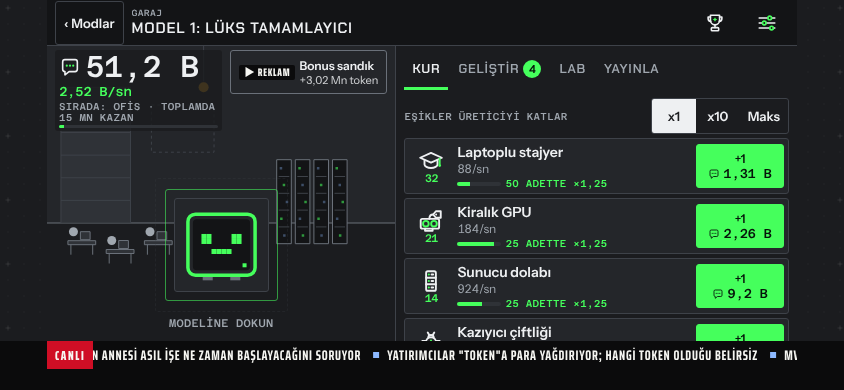 ‹ Modlar
GARAJ
MODEL 1: LÜKS TAMAMLAYICI
51,2 B
2,52 B/sn
SIRADA: OFİS · TOPLAMDA
15 MN KAZAN
REKLAM
Bonus sandık
+3,02 Mn token
MODELİNE DOKUN
KUR
GELİŞTİR 4
LAB
YAYINLA
EŞİKLER ÜRETİCİYİ KATLAR
x1
x10
Maks
Laptoplu stajyer
88/sn
32
50 ADETTE ×1,25
+1
1,31 B
Kiralık GPU
184/sn
21
25 ADETTE ×1,25
+1
2,26 B
Sunucu dolabı
924/sn
14
25 ADETTE ×1,25
+1
9,2 B
Kazıyıcı çiftliği
+1
CANLI
N ANNESİ ASIL İŞE NE ZAMAN BAŞLAYACAĞINI SORUYOR ▪ YATIRIMCILAR "TOKEN"A PARA YAĞDIRIYOR; HANGİ TOKEN OLDUĞU BELİRSİZ ▪